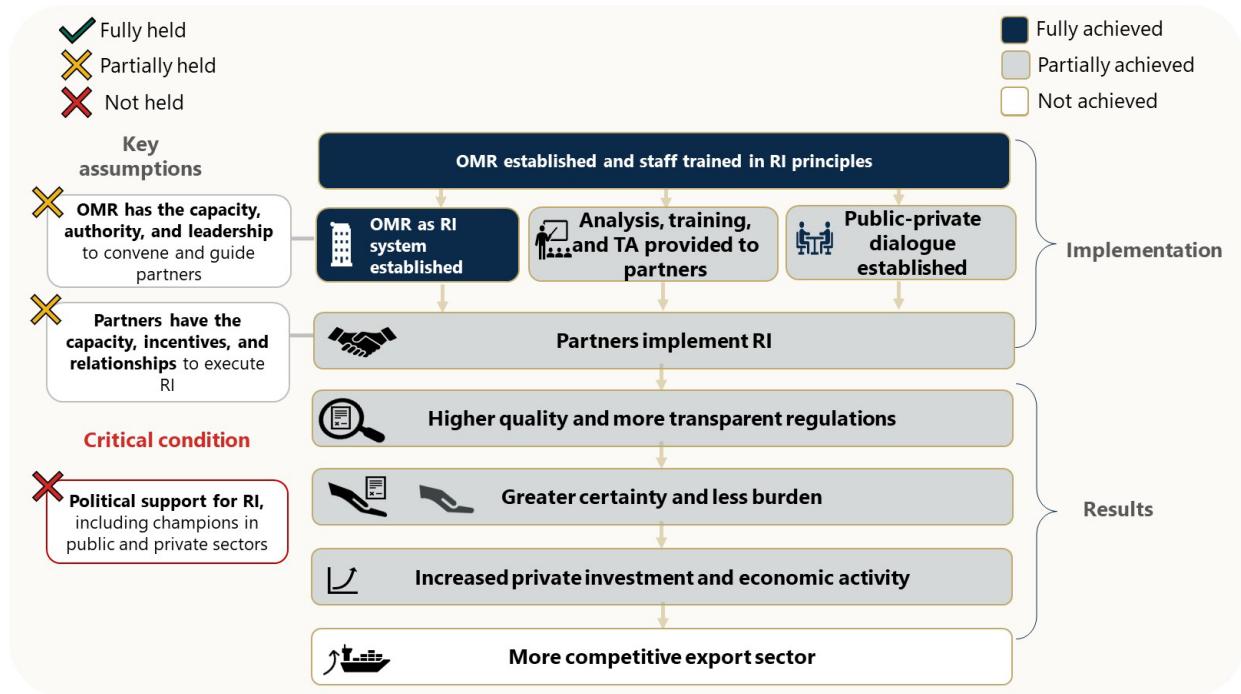 Fully held
Partially held
Not held
Fully achieved
Partially achieved
Not achieved
Key
assumptions
OMR has the capacity,
authority, and leadership
to convene and guide
partners
Partners have the
capacity, incentives, and
relationships to execute
RI
Critical condition
Political support for RI,
including champions in
public and private sectors
OMR established and staff trained in RI principles
OMR as RI
system
established
Analysis, training,
and TA provided to
partners
Public-private
dialogue
established
Partners implement RI
Implementation
Higher quality and more transparent regulations
Greater certainty and less burden
Increased private investment and economic activity
More competitive export sector
Results